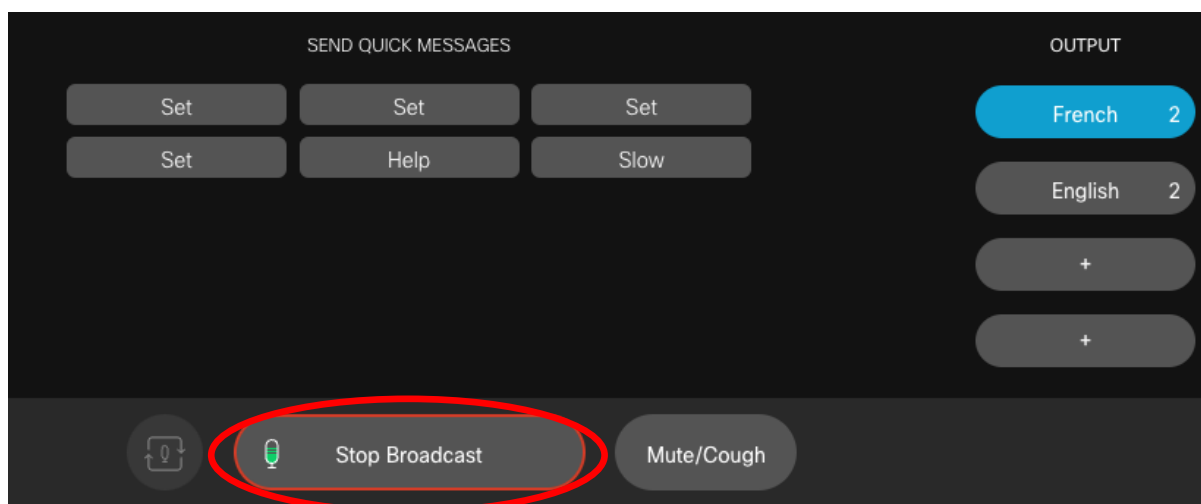 SEND QUICK MESSAGES
OUTPUT
Set Set Set
Set Help Slow
French 2
English 2
+
+
Stop Broadcast
Mute/Cough